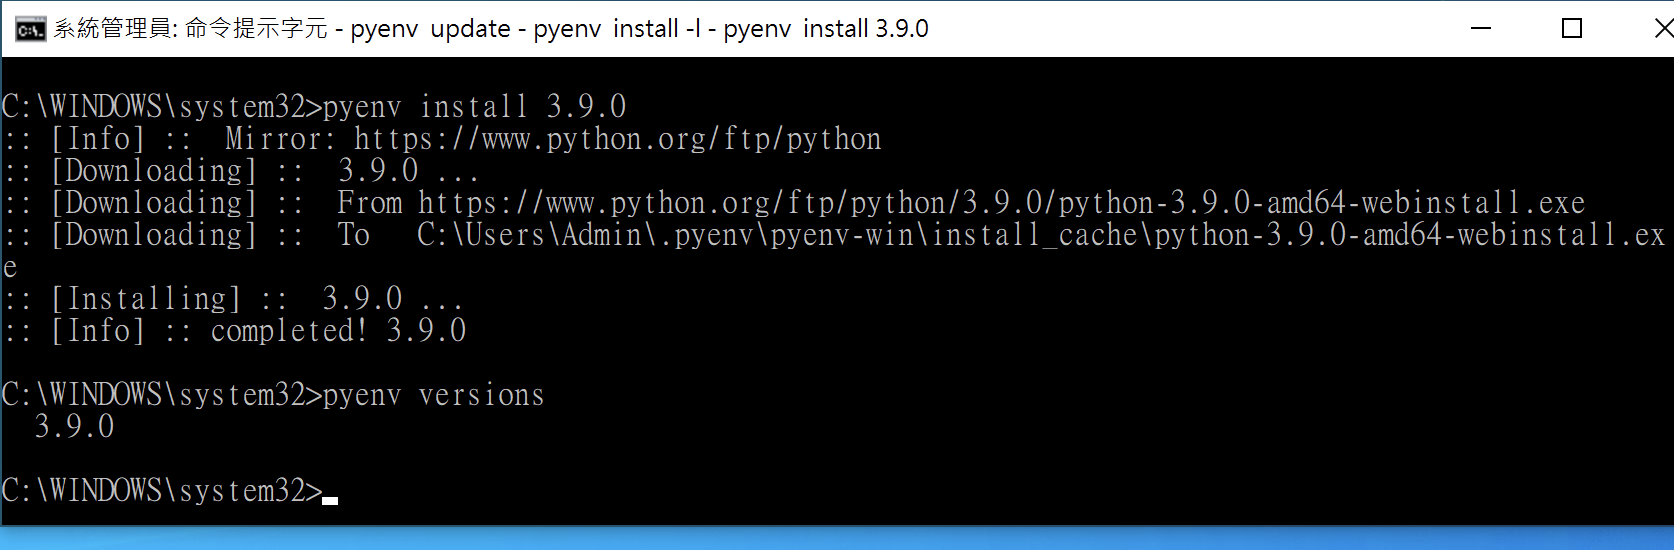 系統管理員: 命令提示字元 - pyenv  update - pyenv  install -l - pyenv  install 3.9.0
C:\WINDOWS\system32>pyenv install 3.9.0
:: [Info] ::  Mirror: https://www.python.org/ftp/python
:: [Downloading] ::  3.9.0 ...
:: [Downloading] ::  From https://www.python.org/ftp/python/3.9.0/python-3.9.0-amd64-webinstall.exe
:: [Downloading] ::  To   C:\Users\Admin\.pyenv\pyenv-win\install_cache\python-3.9.0-amd64-webinstall.ex
e
:: [Installing] ::  3.9.0 ...
:: [Info] :: completed! 3.9.0
C:\WINDOWS\system32>pyenv versions
  3.9.0
C:\WINDOWS\system32>